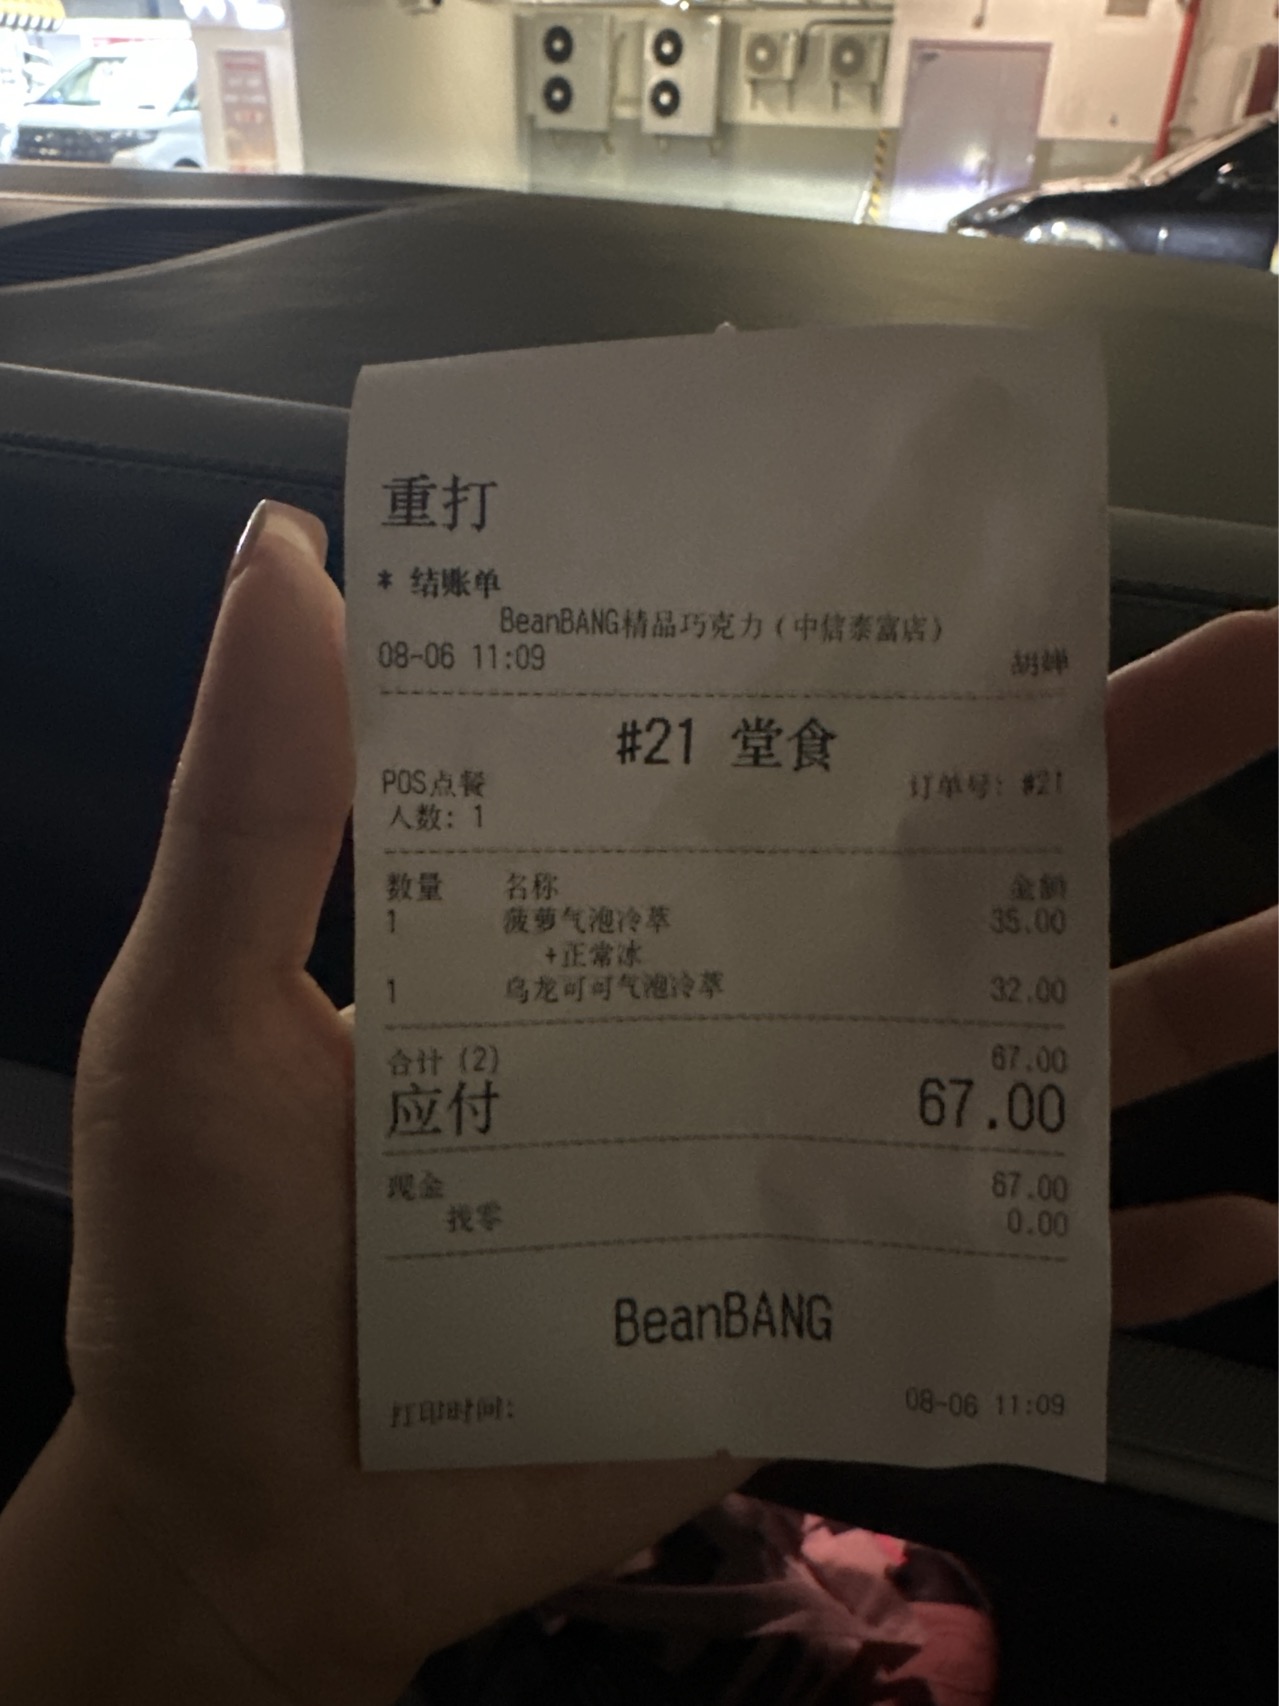 重打
* 结账单
BeanBANG精品巧克力（中信泰富店）
08-06 11:09 胡蝉
#21 堂食
POS点餐 订单号: #21
人数: 1
数量 名称 金额
1 菠萝气泡冷萃 35.00
+正常冰
1 乌龙可可气泡冷萃 32.00
合计 (2) 67.00
应付 67.00
现金 67.00
找零 0.00
BeanBANG
打印时间: 08-06 11:09